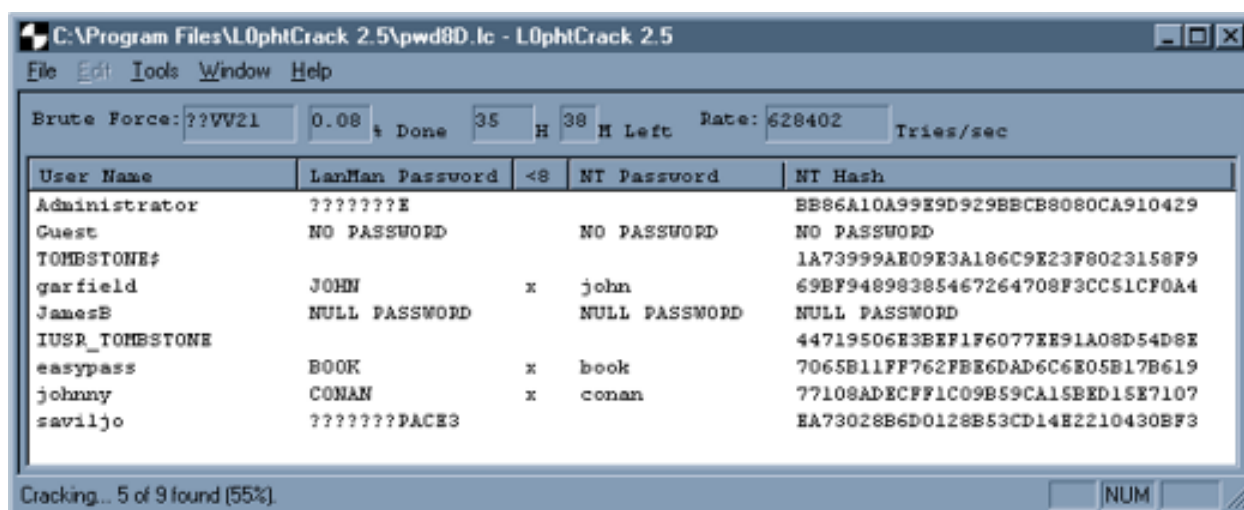 C:\Program Files\L0phtCrack 2.5\pwd8D.lc - L0phtCrack 2.5
File Edit Tools Window Help
Brute Force: ??VV21 0.08 % Done 35 H 38 M Left Rate: 628402 Tries/sec
User Name LanMan Password <8 NT Password NT Hash
Administrator ???????E BB86A10A99E9D929BBCB8080CA910429
Guest NO PASSWORD NO PASSWORD NO PASSWORD
TOMBSTONE$ 1A73999AE09E3A186C9E23F8023158F9
garfield JOHN x john 69BF94898385467264708F3CC51CF0A4
JamesB NULL PASSWORD NULL PASSWORD NULL PASSWORD
IUSR_TOMBSTONE 44719506E3BEF1F6077EE91A08D54D8E
easypass BOOK x book 7065B11FF762FBE6DAD6C6E05B17B619
johnny CONAN x conan 77108ADECFF1C09B59CA15BED15E7107
saviljo ???????PACE3 EA73028B6D0128B53CD14E2210430BF3
Cracking... 5 of 9 found (55%). NUM